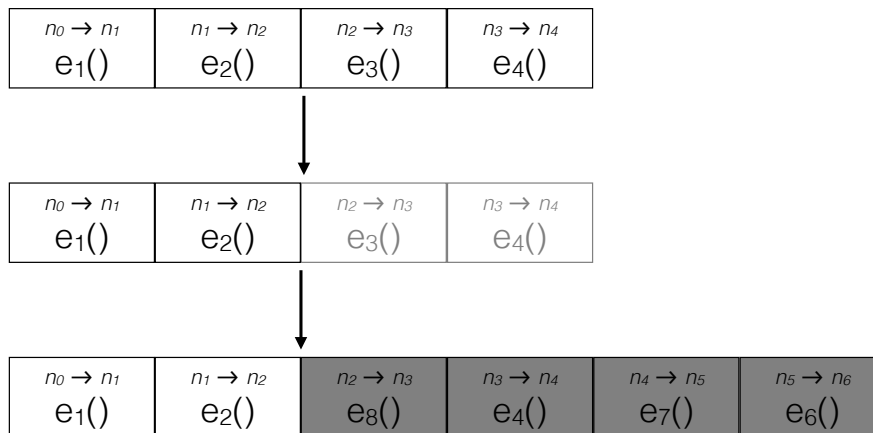 n₀ → n₁ n₁ → n₂ n₂ → n₃ n₃ → n₄
e₁() e₂() e₃() e₄()
n₀ → n₁ n₁ → n₂ n₂ → n₃ n₃ → n₄
e₁() e₂() e₃() e₄()
n₀ → n₁ n₁ → n₂ n₂ → n₃ n₃ → n₄ n₄ → n₅ n₅ → n₆
e₁() e₂() e₈() e₄() e₇() e₆()